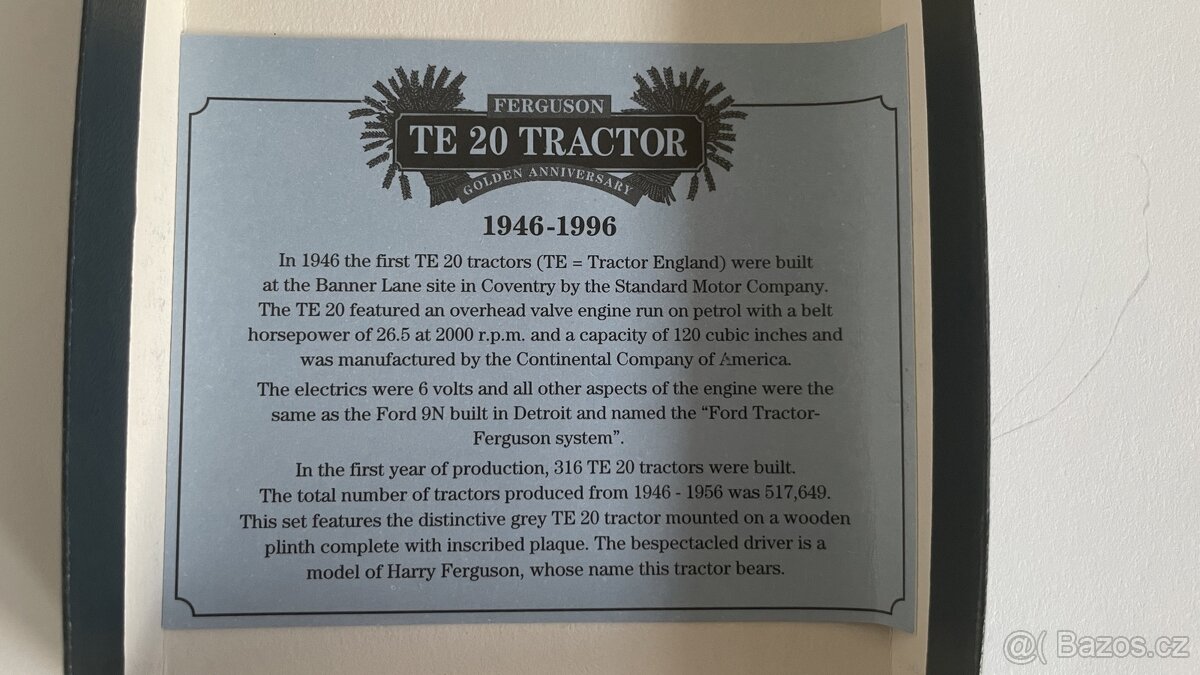 FERGUSON
TE 20 TRACTOR
GOLDEN ANNIVERSARY
1946-1996
In 1946 the first TE 20 tractors (TE = Tractor England) were built
at the Banner Lane site in Coventry by the Standard Motor Company.
The TE 20 featured an overhead valve engine run on petrol with a belt
horsepower of 26.5 at 2000 r.p.m. and a capacity of 120 cubic inches and
was manufactured by the Continental Company of America.
The electrics were 6 volts and all other aspects of the engine were the
same as the Ford 9N built in Detroit and named the “Ford Tractor-
Ferguson system”.
In the first year of production, 316 TE 20 tractors were built.
The total number of tractors produced from 1946 - 1956 was 517,649.
This set features the distinctive grey TE 20 tractor mounted on a wooden
plinth complete with inscribed plaque. The bespectacled driver is a
model of Harry Ferguson, whose name this tractor bears.
@( Bazos.cz